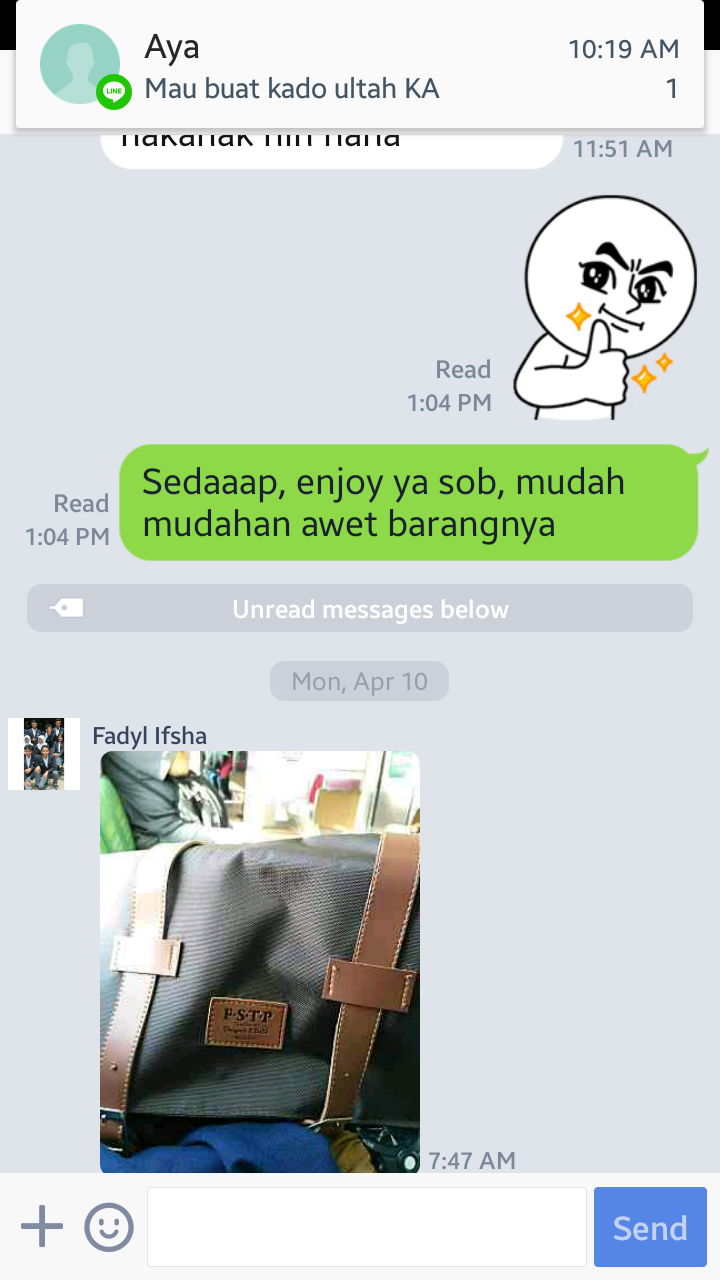 Aya
10:19 AM
LINE
Mau buat kado ultah KA
1
11:51 AM
Read
1:04 PM
Sedaaap, enjoy ya sob, mudah
mudahan awet barangnya
Read
1:04 PM
Unread messages below
Mon, Apr 10
Fadyl Ifsha
F·S·T·P
7:47 AM
Send